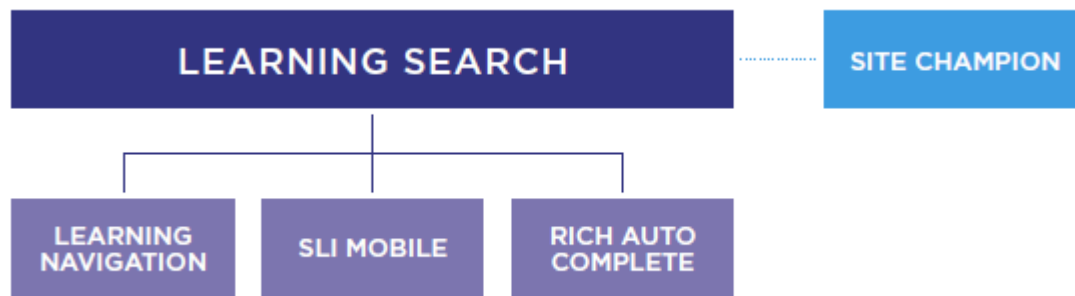 LEARNING SEARCH
SITE CHAMPION
LEARNING
NAVIGATION
SLI MOBILE
RICH AUTO
COMPLETE